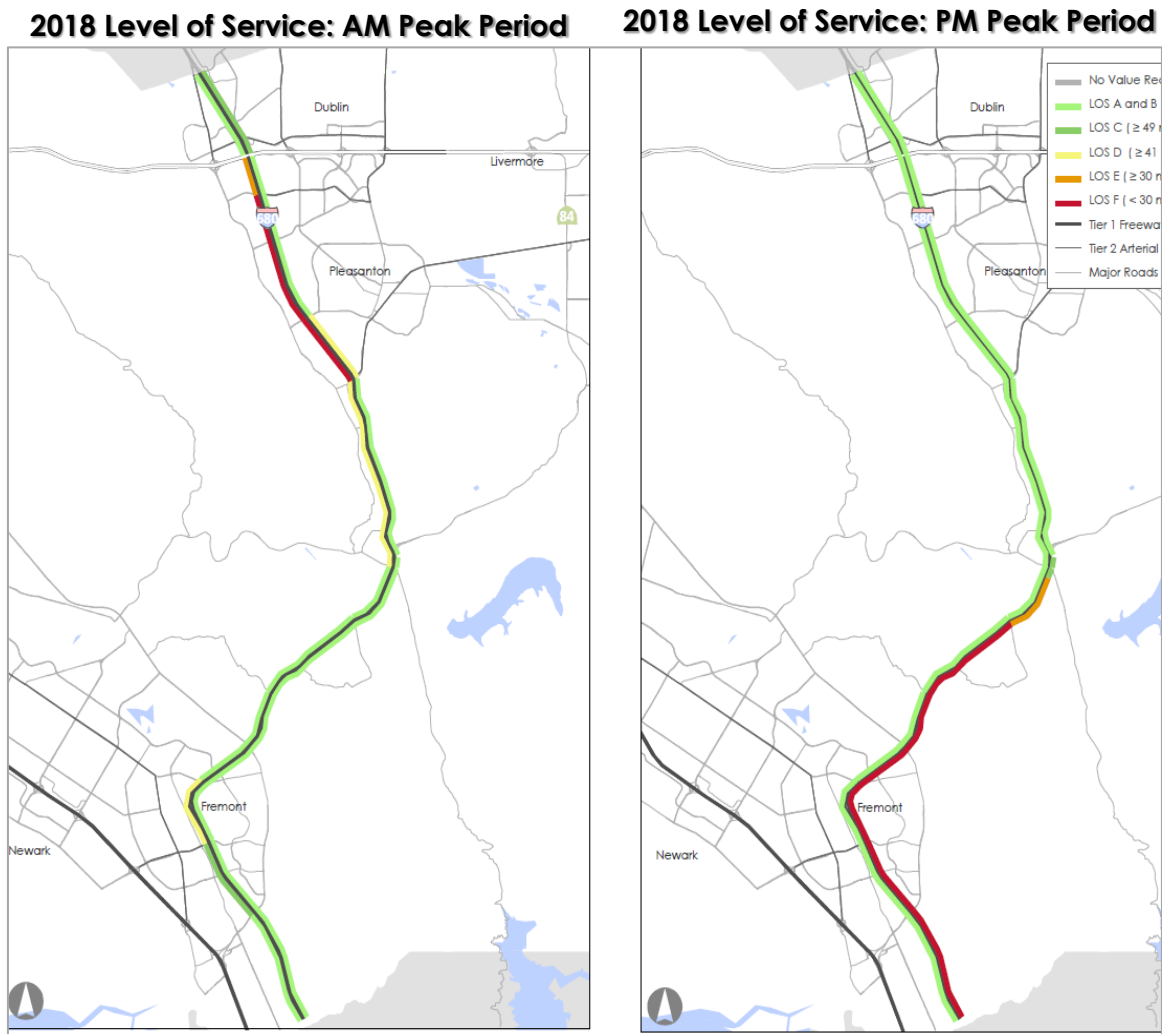 2018 Level of Service: AM Peak Period
2018 Level of Service: PM Peak Period
Dublin
Livermore
680
84
Pleasanton
Fremont
Newark
Dublin
680
Pleasanton
Fremont
Newark
No Value Rec
LOS A and B
LOS C ( ≥ 49 r
LOS D ( ≥ 41
LOS E ( ≥ 30 n
LOS F ( < 30 n
Tier 1 Freewa
Tier 2 Arterial
Major Roads